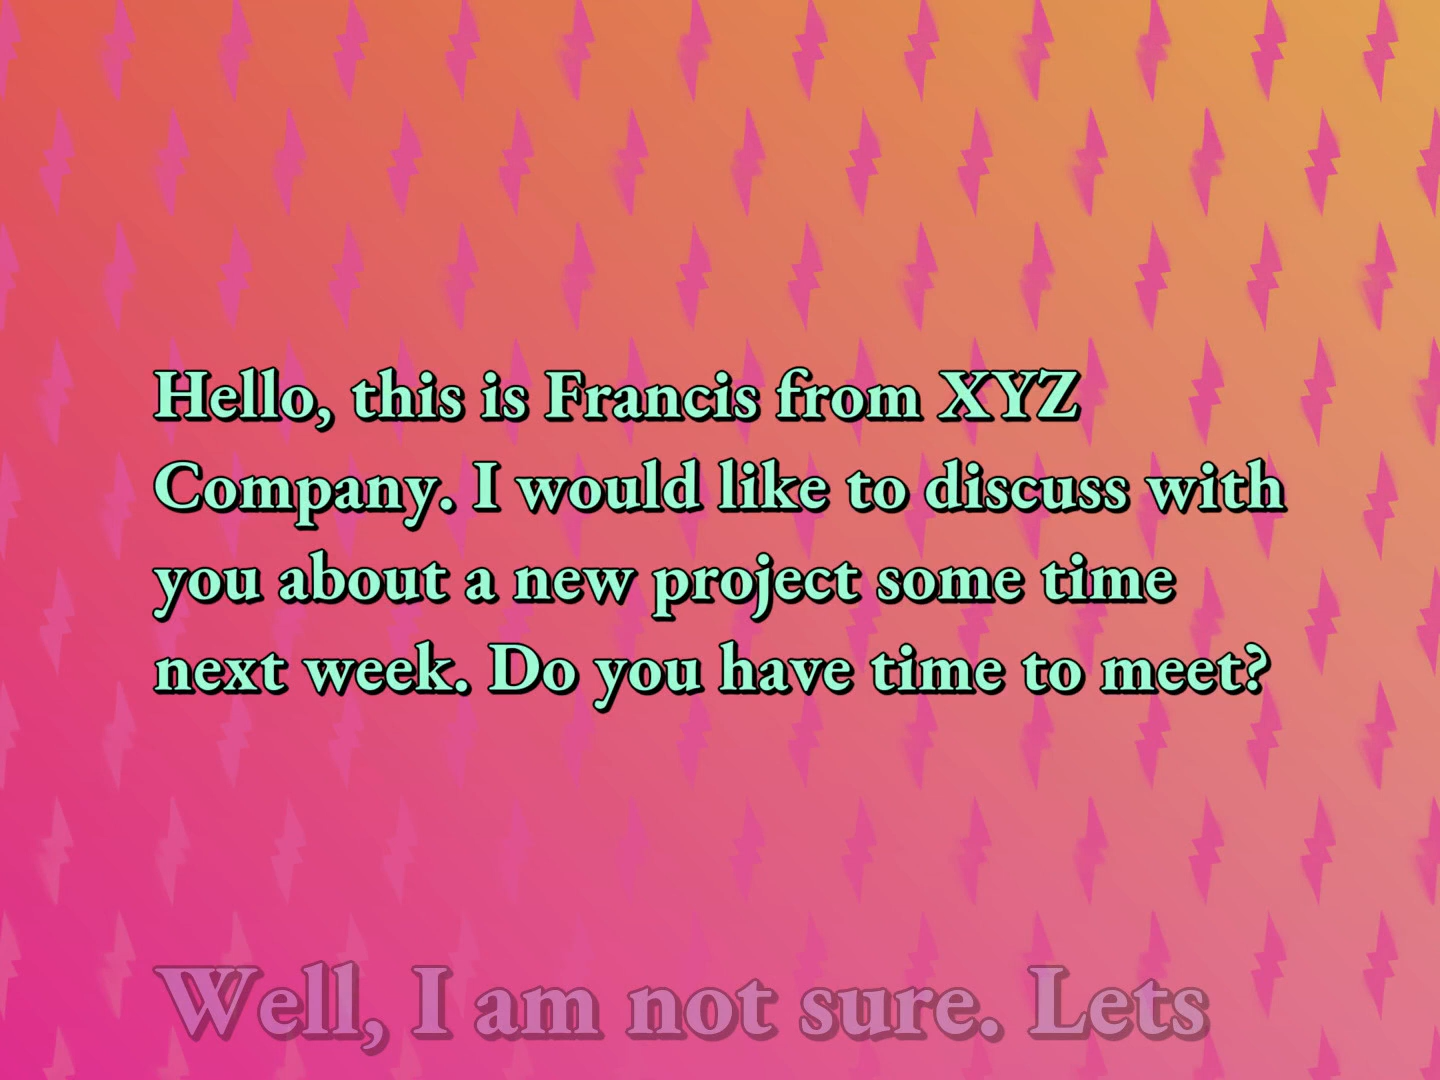 Hello, this is Francis from XYZ
Company. I would like to discuss with
you about a new project some time
next week. Do you have time to meet?
Well, I am not sure. Lets